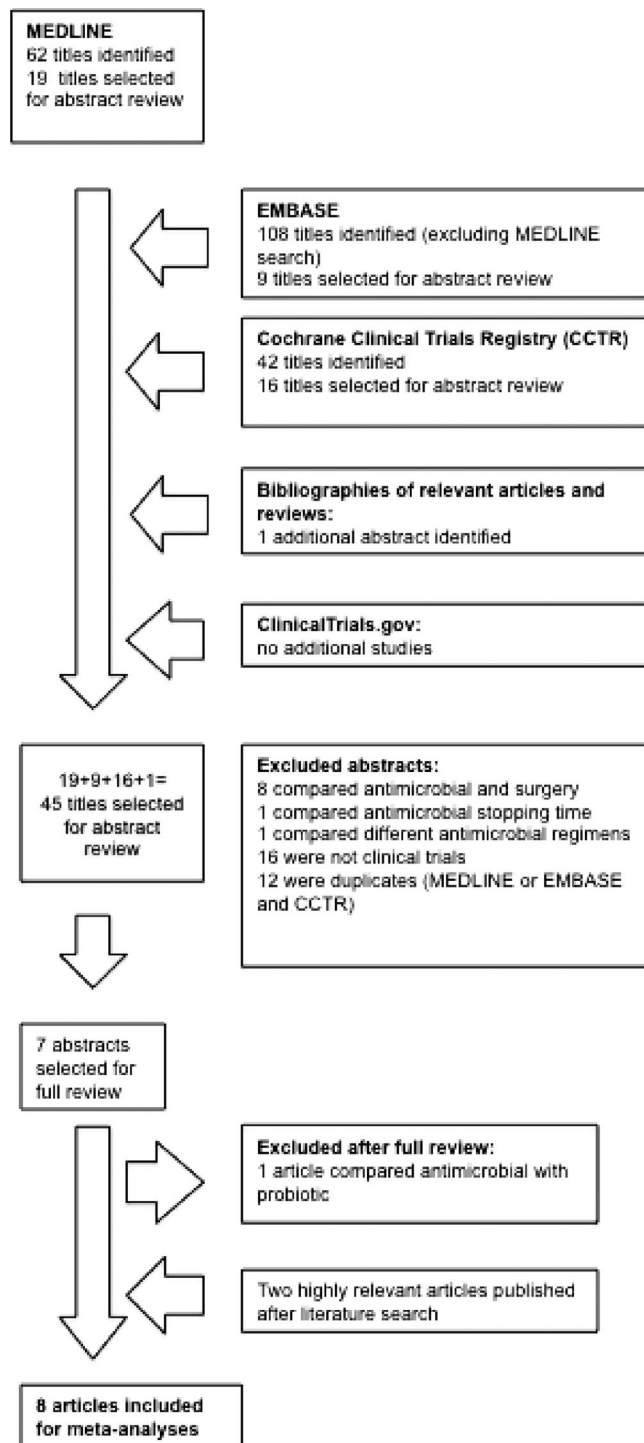 MEDLINE
62 titles identified
19 titles selected
for abstract review
EMBASE
108 titles identified (excluding MEDLINE
search)
9 titles selected for abstract review
Cochrane Clinical Trials Registry (CCTR)
42 titles identified
16 titles selected for abstract review
Bibliographies of relevant articles and
reviews:
1 additional abstract identified
ClinicalTrials.gov:
no additional studies
19+9+16+1=
45 titles selected
for abstract
review
Excluded abstracts:
8 compared antimicrobial and surgery
1 compared antimicrobial stopping time
1 compared different antimicrobial regimens
16 were not clinical trials
12 were duplicates (MEDLINE or EMBASE
and CCTR)
7 abstracts
selected for
full review
Excluded after full review:
1 article compared antimicrobial with
probiotic
Two highly relevant articles published
after literature search
8 articles included
for meta-analyses